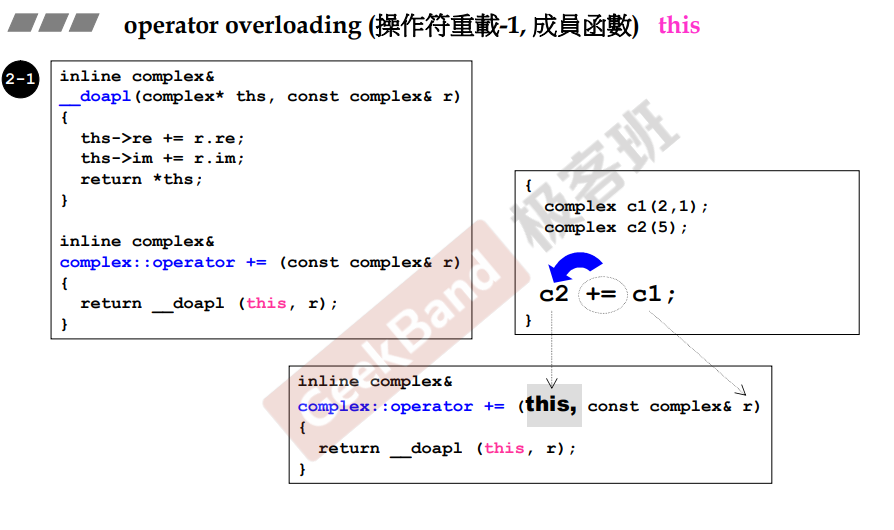 operator overloading (操作符重載-1, 成員函數) this
2-1
inline complex&
__doapl(complex* ths, const complex& r)
{
  ths->re += r.re;
  ths->im += r.im;
  return *ths;
}
inline complex&
complex::operator += (const complex& r)
{
  return __doapl (this, r);
}
{
  complex c1(2,1);
  complex c2(5);
  c2 += c1;
}
inline complex&
complex::operator += (this, const complex& r)
{
  return __doapl (this, r);
}
GeekBand 极客班